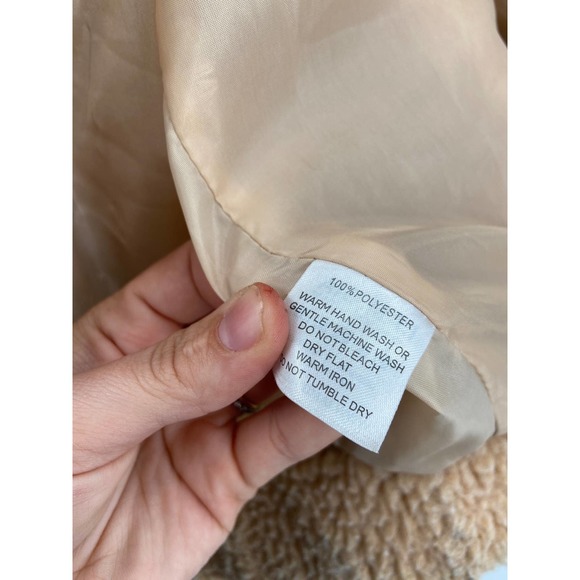 100% POLYESTER
WARM HAND WASH OR
GENTLE MACHINE WASH
DO NOT BLEACH
DRY FLAT
WARM IRON
DO NOT TUMBLE DRY